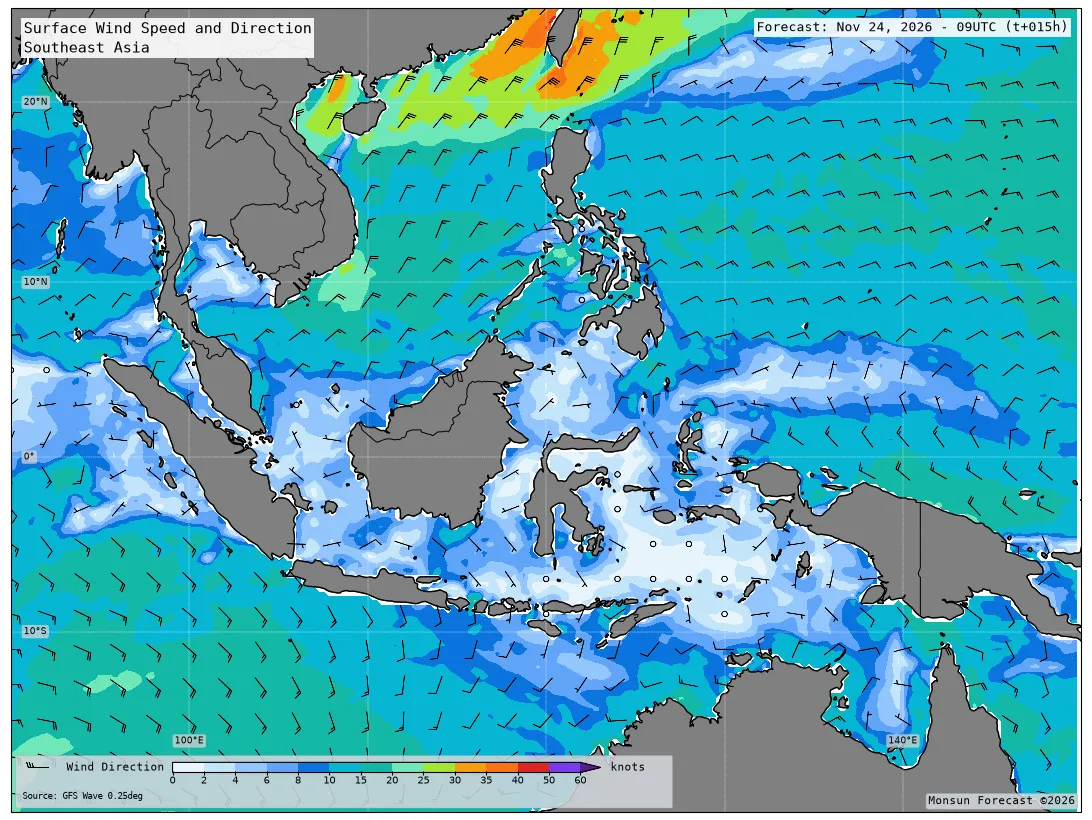 Surface Wind Speed and Direction
Southeast Asia
Forecast: Nov 24, 2026 - 09UTC (t+015h)
20°N
10°N
0°
10°S
100°E
140°E
Wind Direction
0 2 4 6 8 10 15 20 25 30 35 40 50 60
knots
Source: GFS Wave 0.25deg
Monsun Forecast ©2026